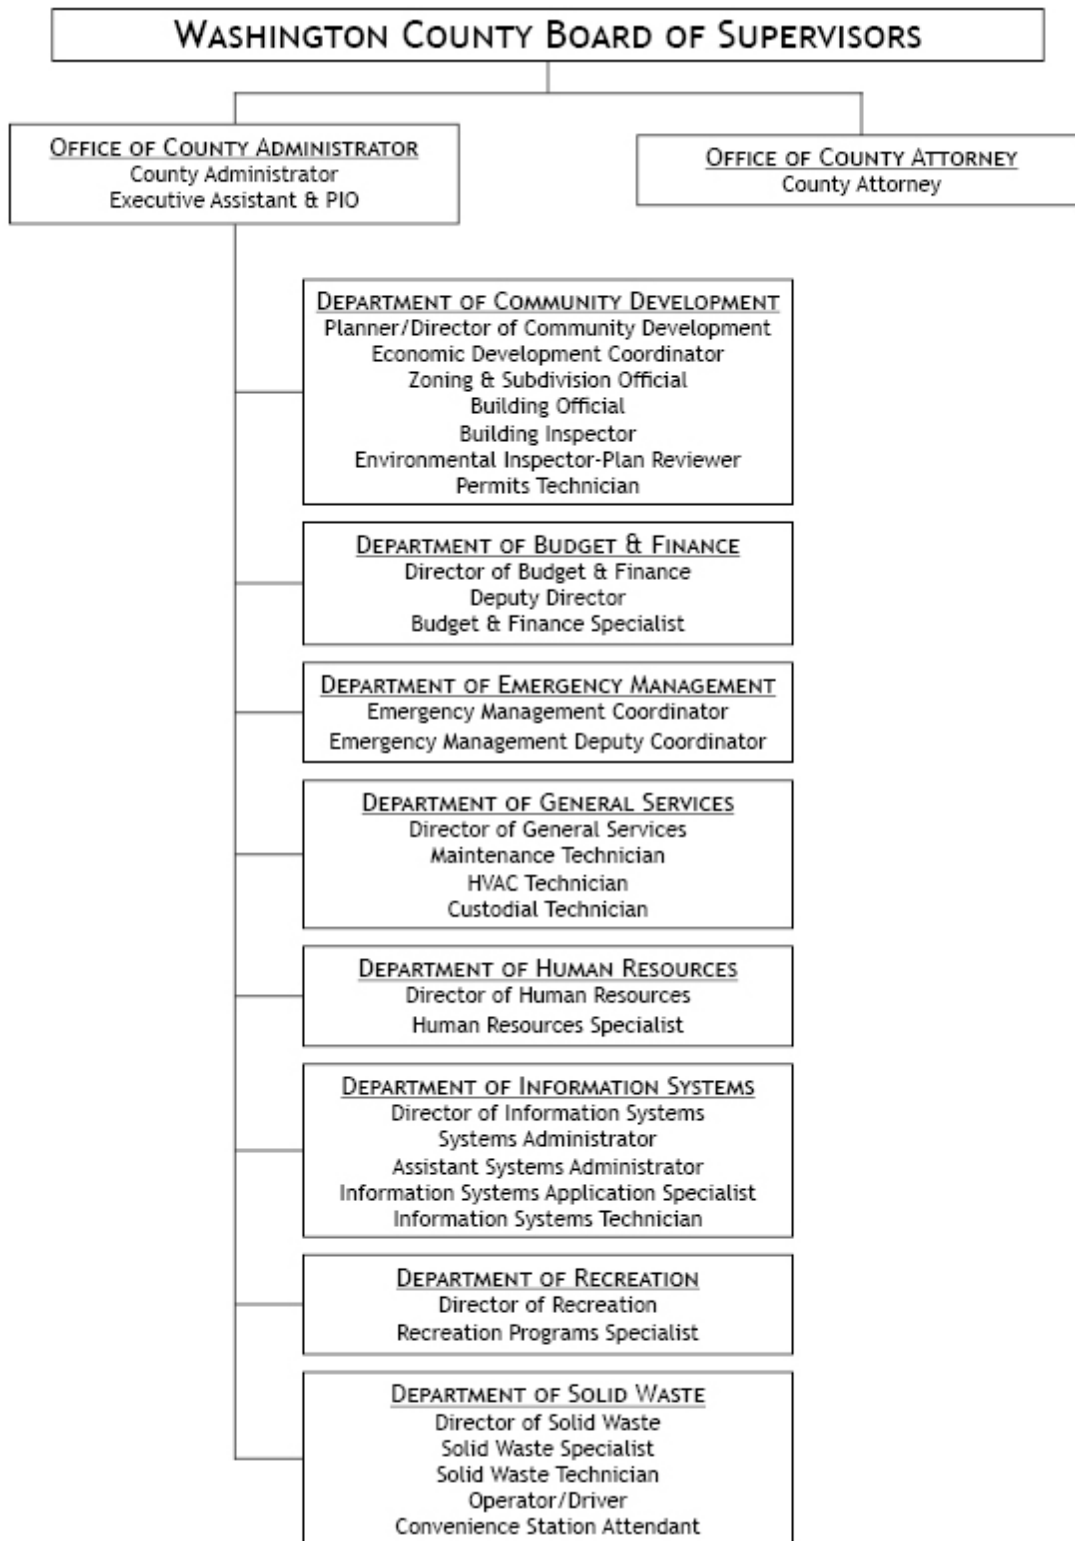 WASHINGTON COUNTY BOARD OF SUPERVISORS
OFFICE OF COUNTY ADMINISTRATOR
County Administrator
Executive Assistant & PIO
OFFICE OF COUNTY ATTORNEY
County Attorney
DEPARTMENT OF COMMUNITY DEVELOPMENT
Planner/Director of Community Development
Economic Development Coordinator
Zoning & Subdivision Official
Building Official
Building Inspector
Environmental Inspector-Plan Reviewer
Permits Technician
DEPARTMENT OF BUDGET & FINANCE
Director of Budget & Finance
Deputy Director
Budget & Finance Specialist
DEPARTMENT OF EMERGENCY MANAGEMENT
Emergency Management Coordinator
Emergency Management Deputy Coordinator
DEPARTMENT OF GENERAL SERVICES
Director of General Services
Maintenance Technician
HVAC Technician
Custodial Technician
DEPARTMENT OF HUMAN RESOURCES
Director of Human Resources
Human Resources Specialist
DEPARTMENT OF INFORMATION SYSTEMS
Director of Information Systems
Systems Administrator
Assistant Systems Administrator
Information Systems Application Specialist
Information Systems Technician
DEPARTMENT OF RECREATION
Director of Recreation
Recreation Programs Specialist
DEPARTMENT OF SOLID WASTE
Director of Solid Waste
Solid Waste Specialist
Solid Waste Technician
Operator/Driver
Convenience Station Attendant